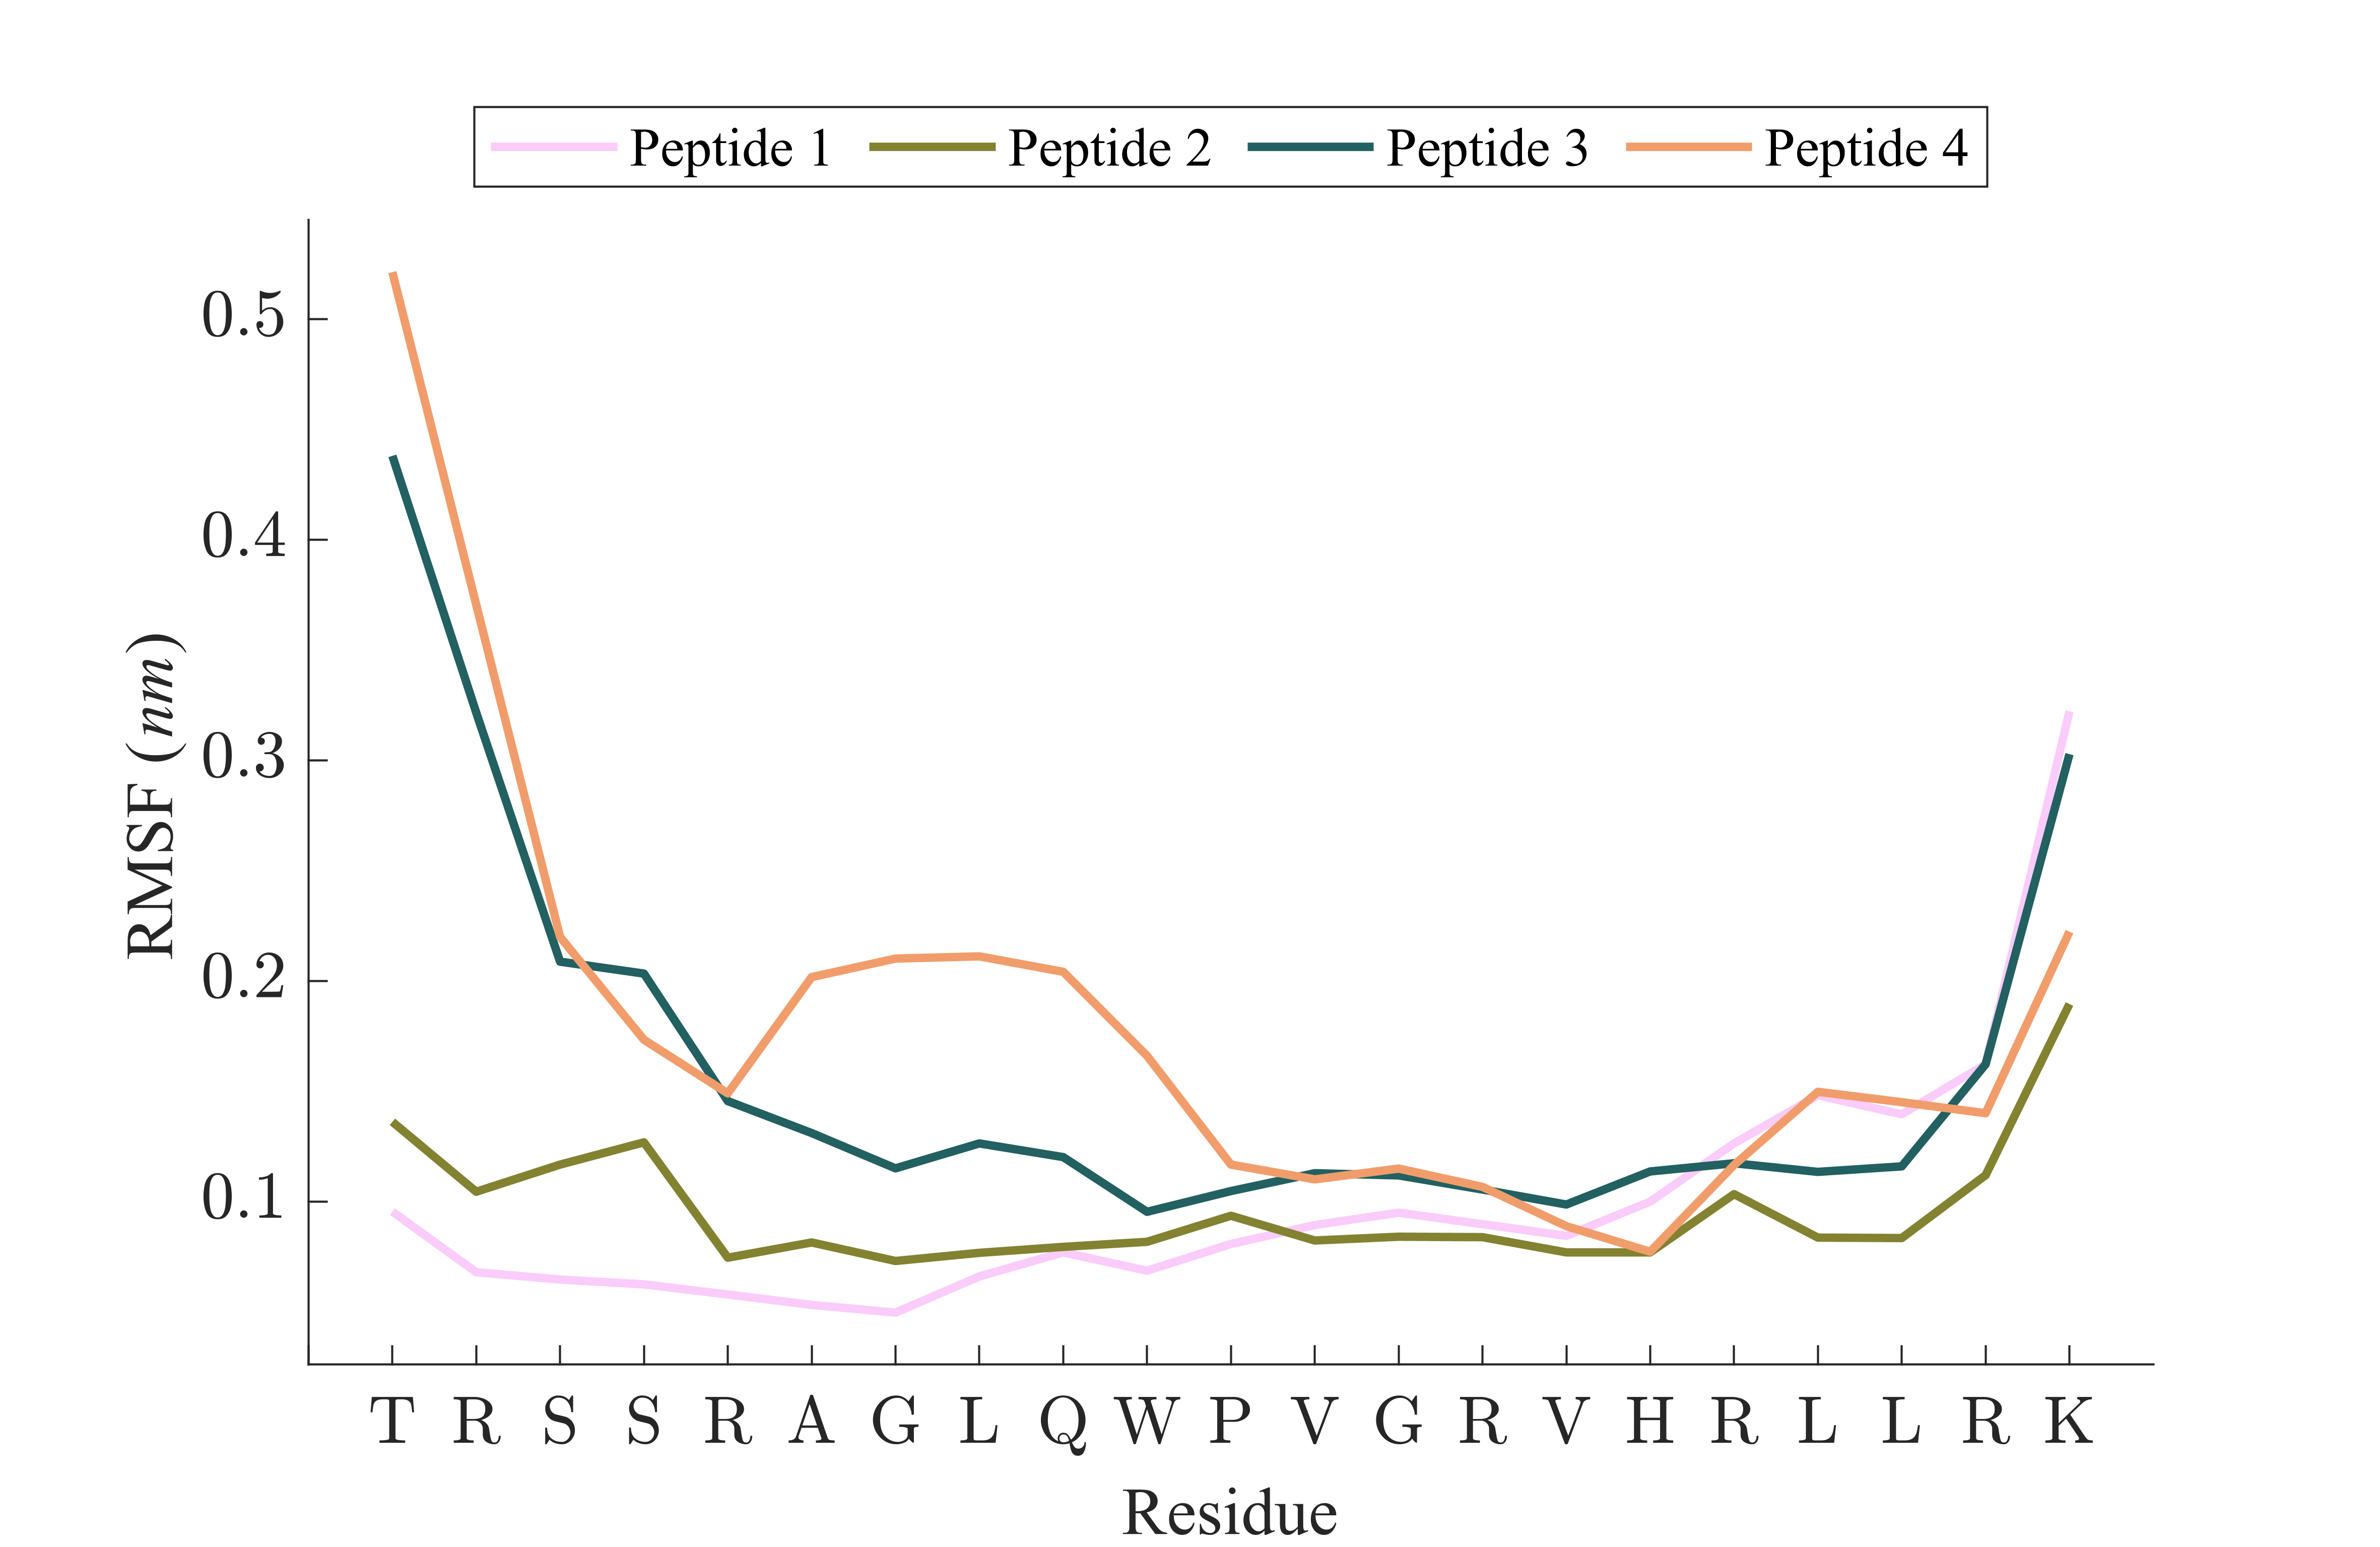 Peptide 1 Peptide 2 Peptide 3 Peptide 4
0.5
0.4
0.3
0.2
0.1
RMSF (nm)
T R S S R A G L Q W P V G R V H R L L R K
Residue